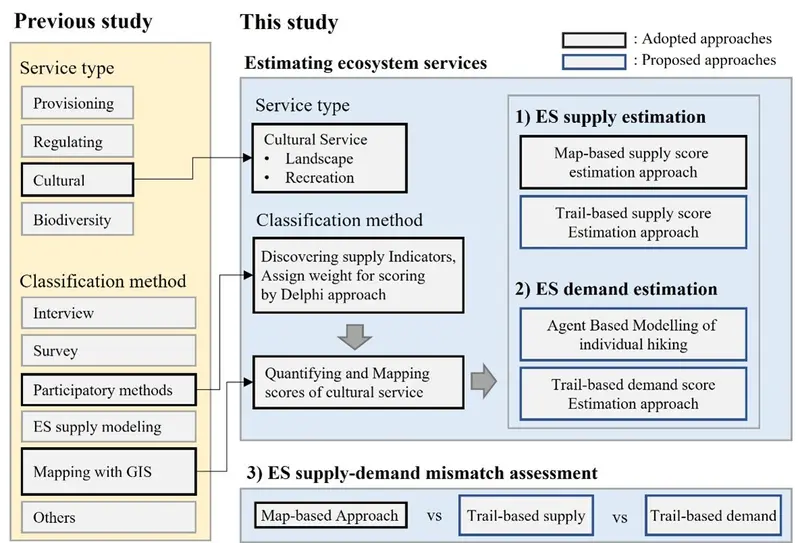 Previous study
Service type
Provisioning
Regulating
Cultural
Biodiversity
Classification method
Interview
Survey
Participatory methods
ES supply modeling
Mapping with GIS
Others
This study
: Adopted approaches
: Proposed approaches
Estimating ecosystem services
Service type
Cultural Service
• Landscape
• Recreation
Classification method
Discovering supply Indicators,
Assign weight for scoring
by Delphi approach
Quantifying and Mapping
scores of cultural service
1) ES supply estimation
Map-based supply score
estimation approach
Trail-based supply score
Estimation approach
2) ES demand estimation
Agent Based Modelling of
individual hiking
Trail-based demand score
Estimation approach
3) ES supply-demand mismatch assessment
Map-based Approach vs Trail-based supply vs Trail-based demand